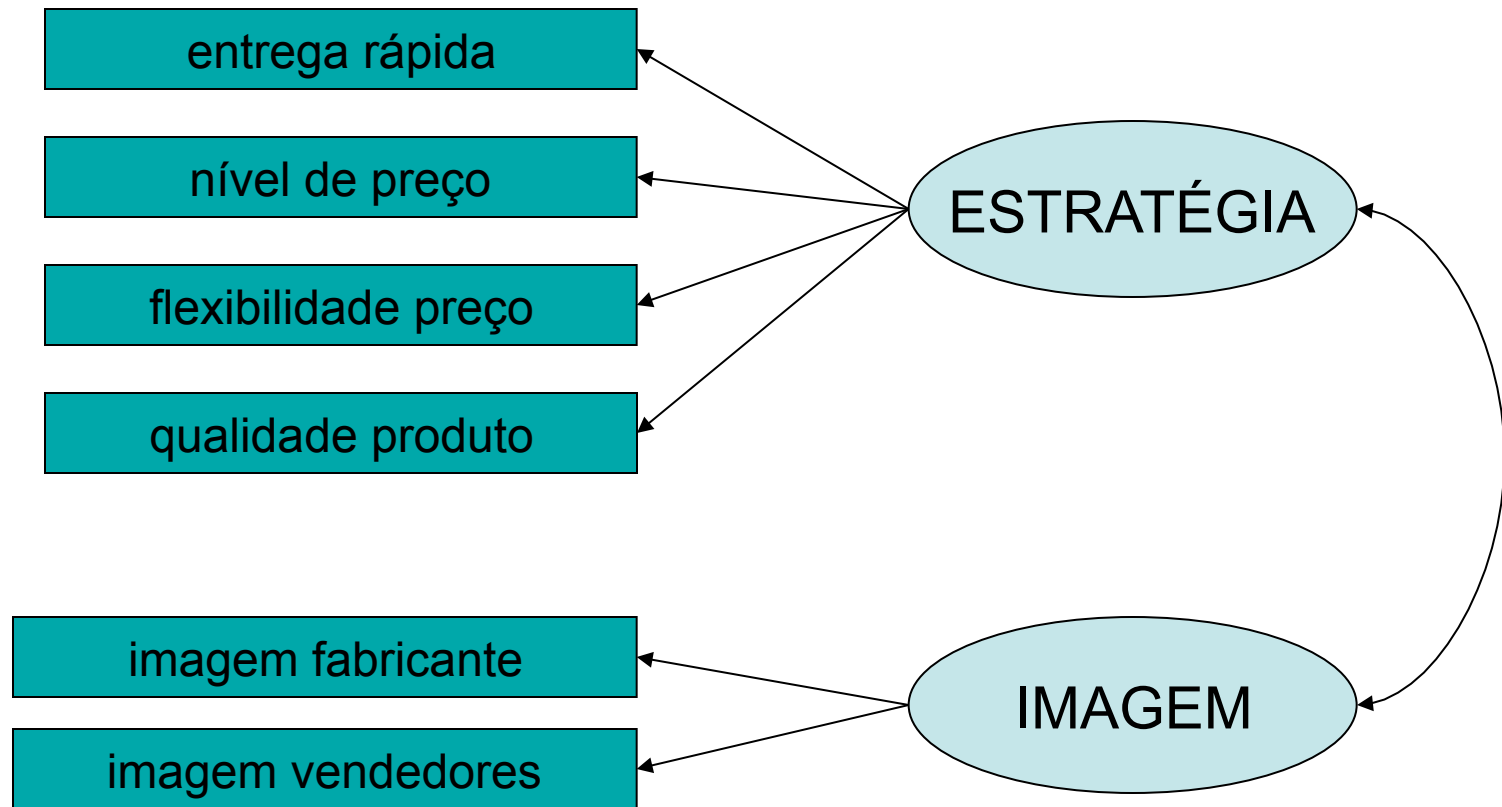 entrega rápida
nível de preço
flexibilidade preço
qualidade produto
ESTRATÉGIA
imagem fabricante
imagem vendedores
IMAGEM